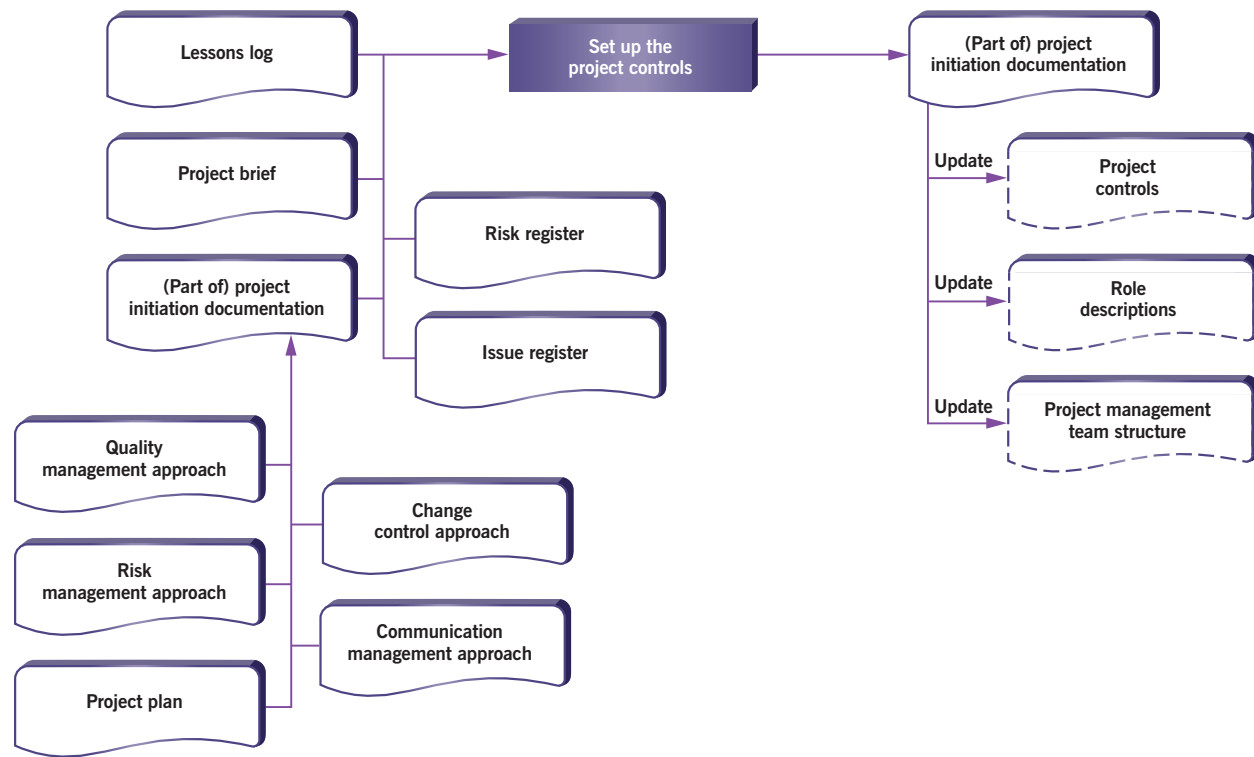 Lessons log
Set up the
project controls
(Part of) project
initiation documentation
Project brief
Update
Project
controls
Risk register
(Part of) project
initiation documentation
Update
Role
descriptions
Issue register
Update
Project management
team structure
Quality
management approach
Change
control approach
Risk
management approach
Communication
management approach
Project plan